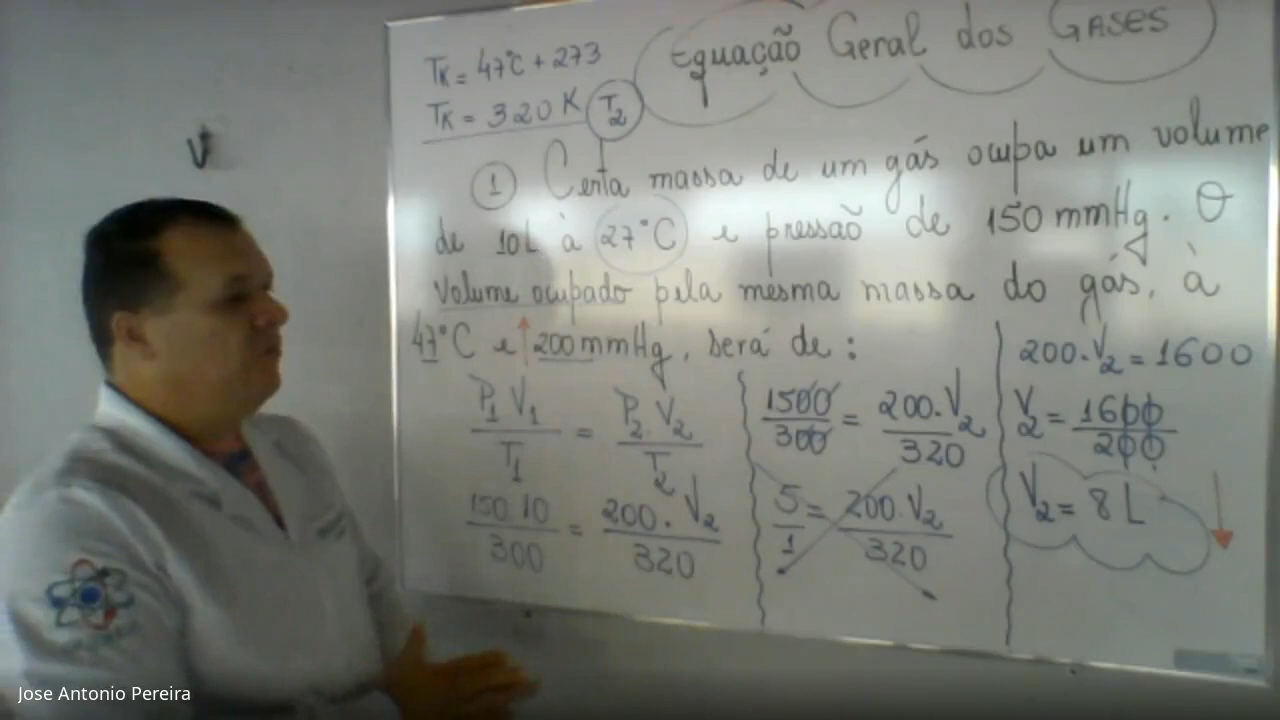 Equação Geral dos Gases
TK = 47°C + 273
TK = 320 K T2
1 Certa massa de um gás ocupa um volume
de 10L à 27°C e pressão de 150 mmHg. O
volume ocupado pela mesma massa do gás, à
47°C e 200 mmHg, será de:
P1 V1 / T1 = P2 . V2 / T2
150.10 / 300 = 200. V2 / 320
1500 / 300 = 200.V2 / 320
5 / 1 = 200.V2 / 320
200.V2 = 1600
V2 = 1600 / 200
V2 = 8 L
V
Jose Antonio Pereira